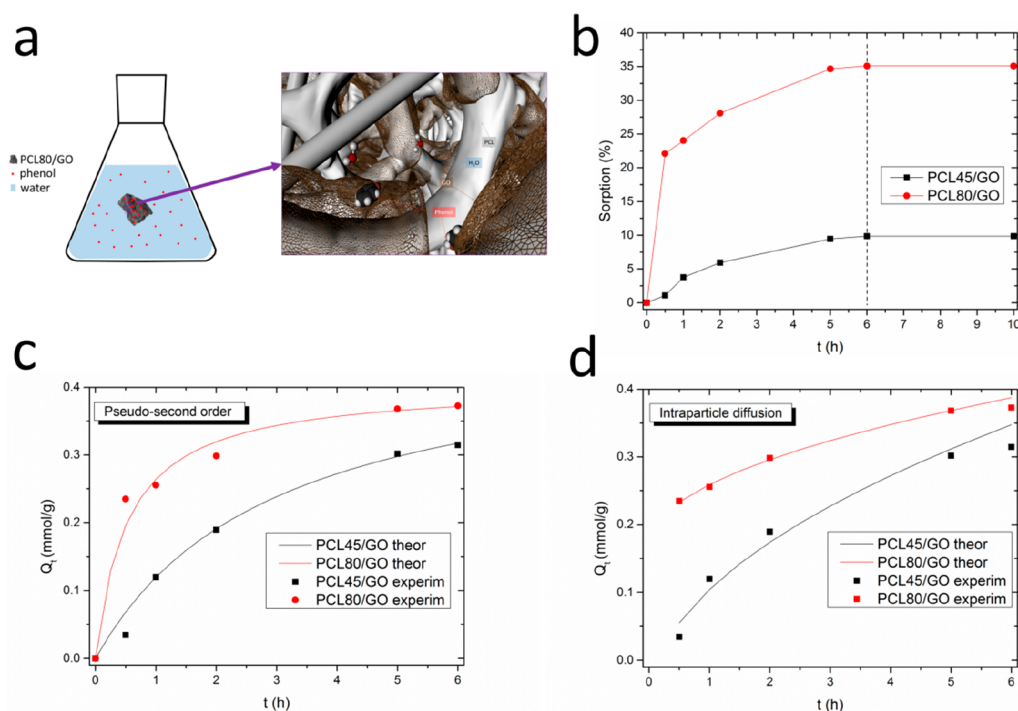 a
PCL80/GO
phenol
water
PCL
H₂O
GO
Phenol
b
Sorption (%)
40
35
30
25
20
15
10
5
0
PCL45/GO
PCL80/GO
0 1 2 3 4 5 6 7 8 9 10
t (h)
c
Pseudo-second order
Qt (mmol/g)
0.4
0.3
0.2
0.1
0.0
PCL45/GO theor
PCL80/GO theor
PCL45/GO experim
PCL80/GO experim
0 1 2 3 4 5 6
t (h)
d
Intraparticle diffusion
Qt (mmol/g)
0.4
0.3
0.2
0.1
0.0
PCL45/GO theor
PCL80/GO theor
PCL45/GO experim
PCL80/GO experim
0 1 2 3 4 5 6
t (h)